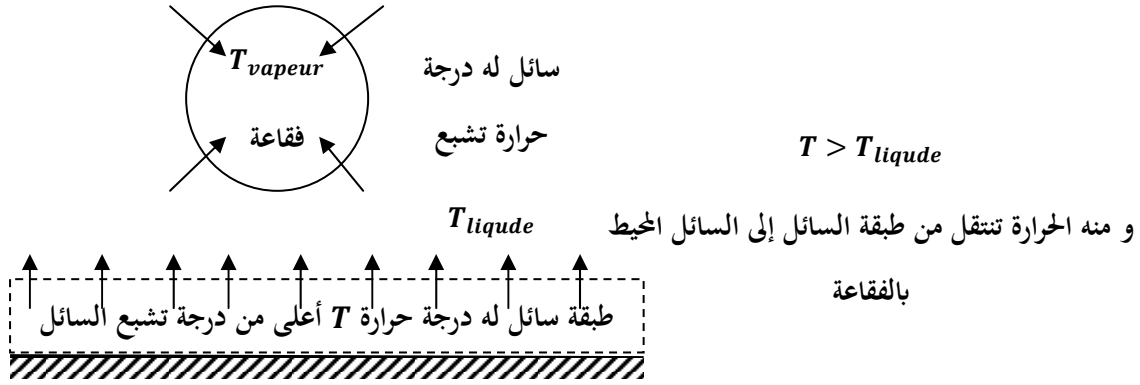 T_vapeur
فقاعة
سائل له درجة
حرارة تشبع
T_liqude
T > T_liqude
و منه الحرارة تنتقل من طبقة السائل إلى السائل المحيط
بالفقاعة
طبقة سائل له درجة حرارة T أعلى من درجة تشبع السائل